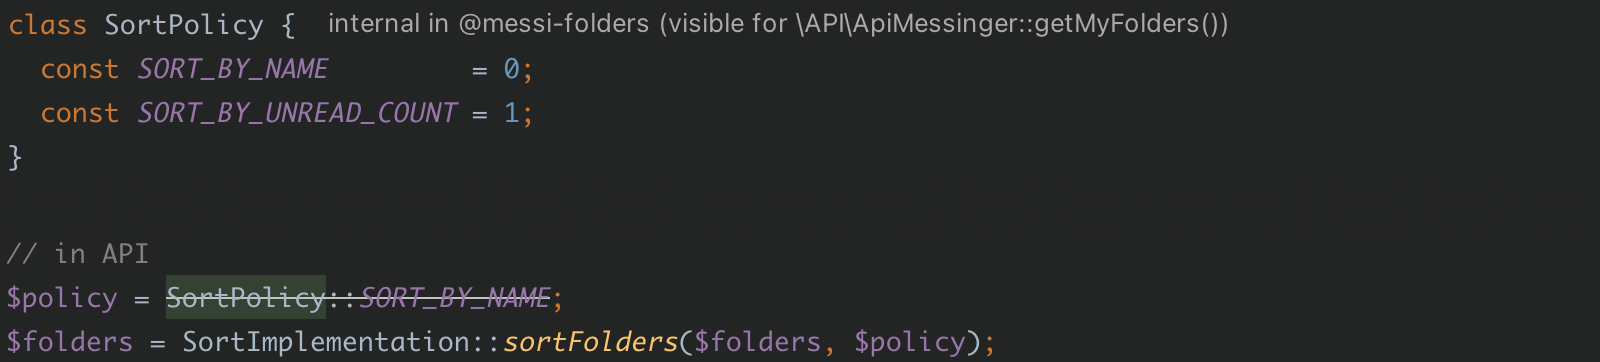 class SortPolicy {  internal in @messi-folders (visible for \API\ApiMessinger::getMyFolders())
  const SORT_BY_NAME         = 0;
  const SORT_BY_UNREAD_COUNT = 1;
}
// in API
$policy = SortPolicy::SORT_BY_NAME;
$folders = SortImplementation::sortFolders($folders, $policy);